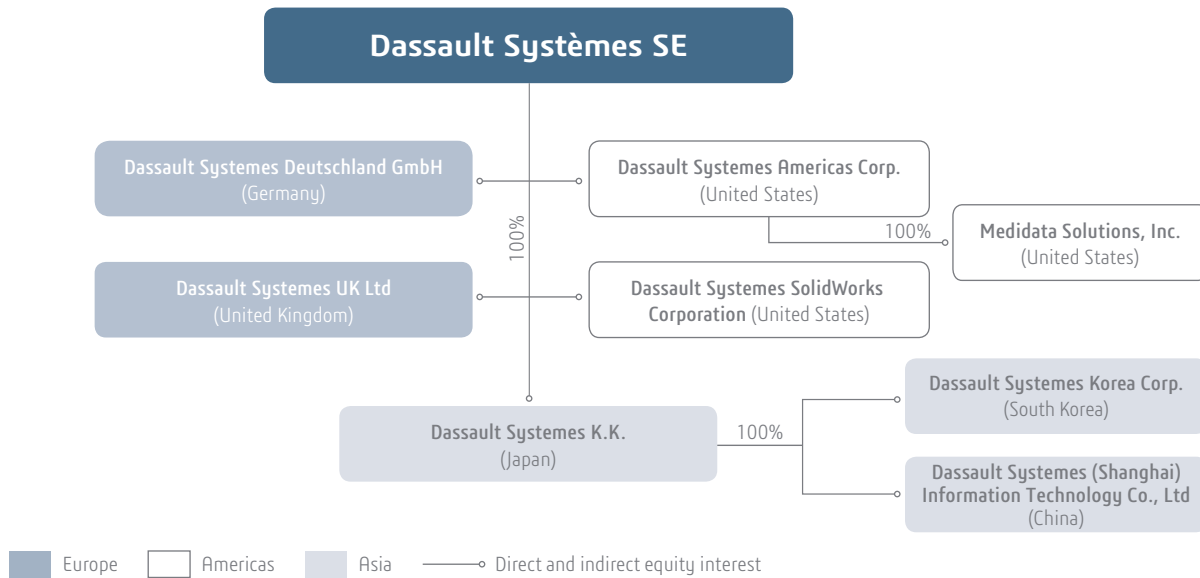 Dassault Systèmes SE
Dassault Systemes Deutschland GmbH
(Germany)
Dassault Systemes Americas Corp.
(United States)
100%
100%
Medidata Solutions, Inc.
(United States)
Dassault Systemes UK Ltd
(United Kingdom)
Dassault Systemes SolidWorks
Corporation (United States)
Dassault Systemes K.K.
(Japan)
100%
Dassault Systemes Korea Corp.
(South Korea)
Dassault Systemes (Shanghai)
Information Technology Co., Ltd
(China)
Europe
Americas
Asia
Direct and indirect equity interest